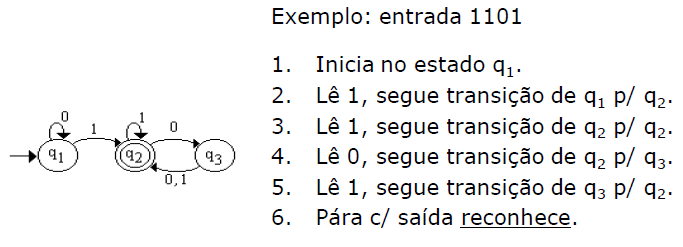 Exemplo: entrada 1101
1. Inicia no estado q1.
2. Lê 1, segue transição de q1 p/ q2.
3. Lê 1, segue transição de q2 p/ q2.
4. Lê 0, segue transição de q2 p/ q3.
5. Lê 1, segue transição de q3 p/ q2.
6. Pára c/ saída reconhece.
0
1
1
0
q1
q2
q3
0,1